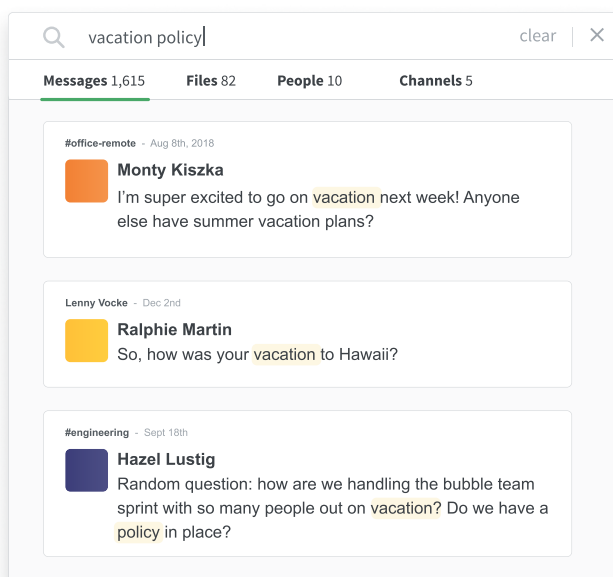 vacation policy
clear
Messages 1,615 Files 82 People 10 Channels 5
#office-remote - Aug 8th, 2018
Monty Kiszka
I’m super excited to go on vacation next week! Anyone
else have summer vacation plans?
Lenny Vocke - Dec 2nd
Ralphie Martin
So, how was your vacation to Hawaii?
#engineering - Sept 18th
Hazel Lustig
Random question: how are we handling the bubble team
sprint with so many people out on vacation? Do we have a
policy in place?